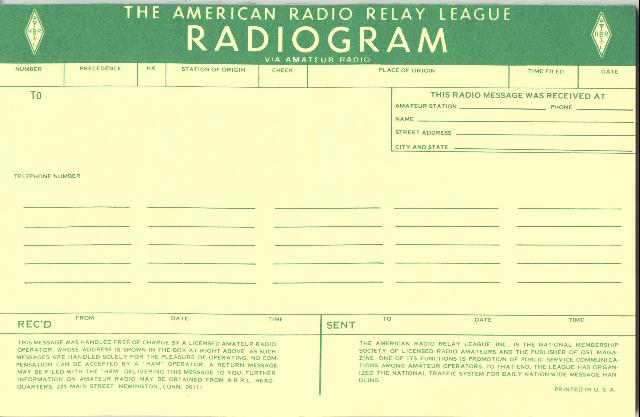 THE AMERICAN RADIO RELAY LEAGUE
RADIOGRAM
VIA AMATEUR RADIO
NUMBER PRECEDENCE HX STATION OF ORIGIN CHECK PLACE OF ORIGIN TIME FILED DATE
TO
THIS RADIO MESSAGE WAS RECEIVED AT
AMATEUR STATION PHONE
NAME
STREET ADDRESS
CITY AND STATE
TELEPHONE NUMBER
REC'D FROM DATE TIME
SENT TO DATE TIME
THIS MESSAGE WAS HANDLED FREE OF CHARGE BY A LICENSED AMATEUR RADIO
OPERATOR, WHOSE ADDRESS IS SHOWN IN THE BOX AT RIGHT ABOVE. AS SUCH
MESSAGES ARE HANDLED SOLELY FOR THE PLEASURE OF OPERATING, NO COM-
PENSATION CAN BE ACCEPTED BY A "HAM" OPERATOR. A RETURN MESSAGE
MAY BE FILED WITH THE "HAM" DELIVERING THIS MESSAGE TO YOU. FURTHER
INFORMATION ON AMATEUR RADIO MAY BE OBTAINED FROM A.R.R.L. HEAD-
QUARTERS, 225 MAIN STREET, NEWINGTON, CONN. 06111
THE AMERICAN RADIO RELAY LEAGUE, INC., IS THE NATIONAL MEMBERSHIP
SOCIETY OF LICENSED RADIO AMATEURS AND THE PUBLISHER OF QST MAGA-
ZINE. ONE OF ITS FUNCTIONS IS PROMOTION OF PUBLIC SERVICE COMMUNICA-
TIONS AMONG AMATEUR OPERATORS. TO THAT END, THE LEAGUE HAS ORGAN-
IZED THE NATIONAL TRAFFIC SYSTEM FOR DAILY NATION-WIDE MESSAGE HAN-
DLING.
PRINTED IN U.S.A.